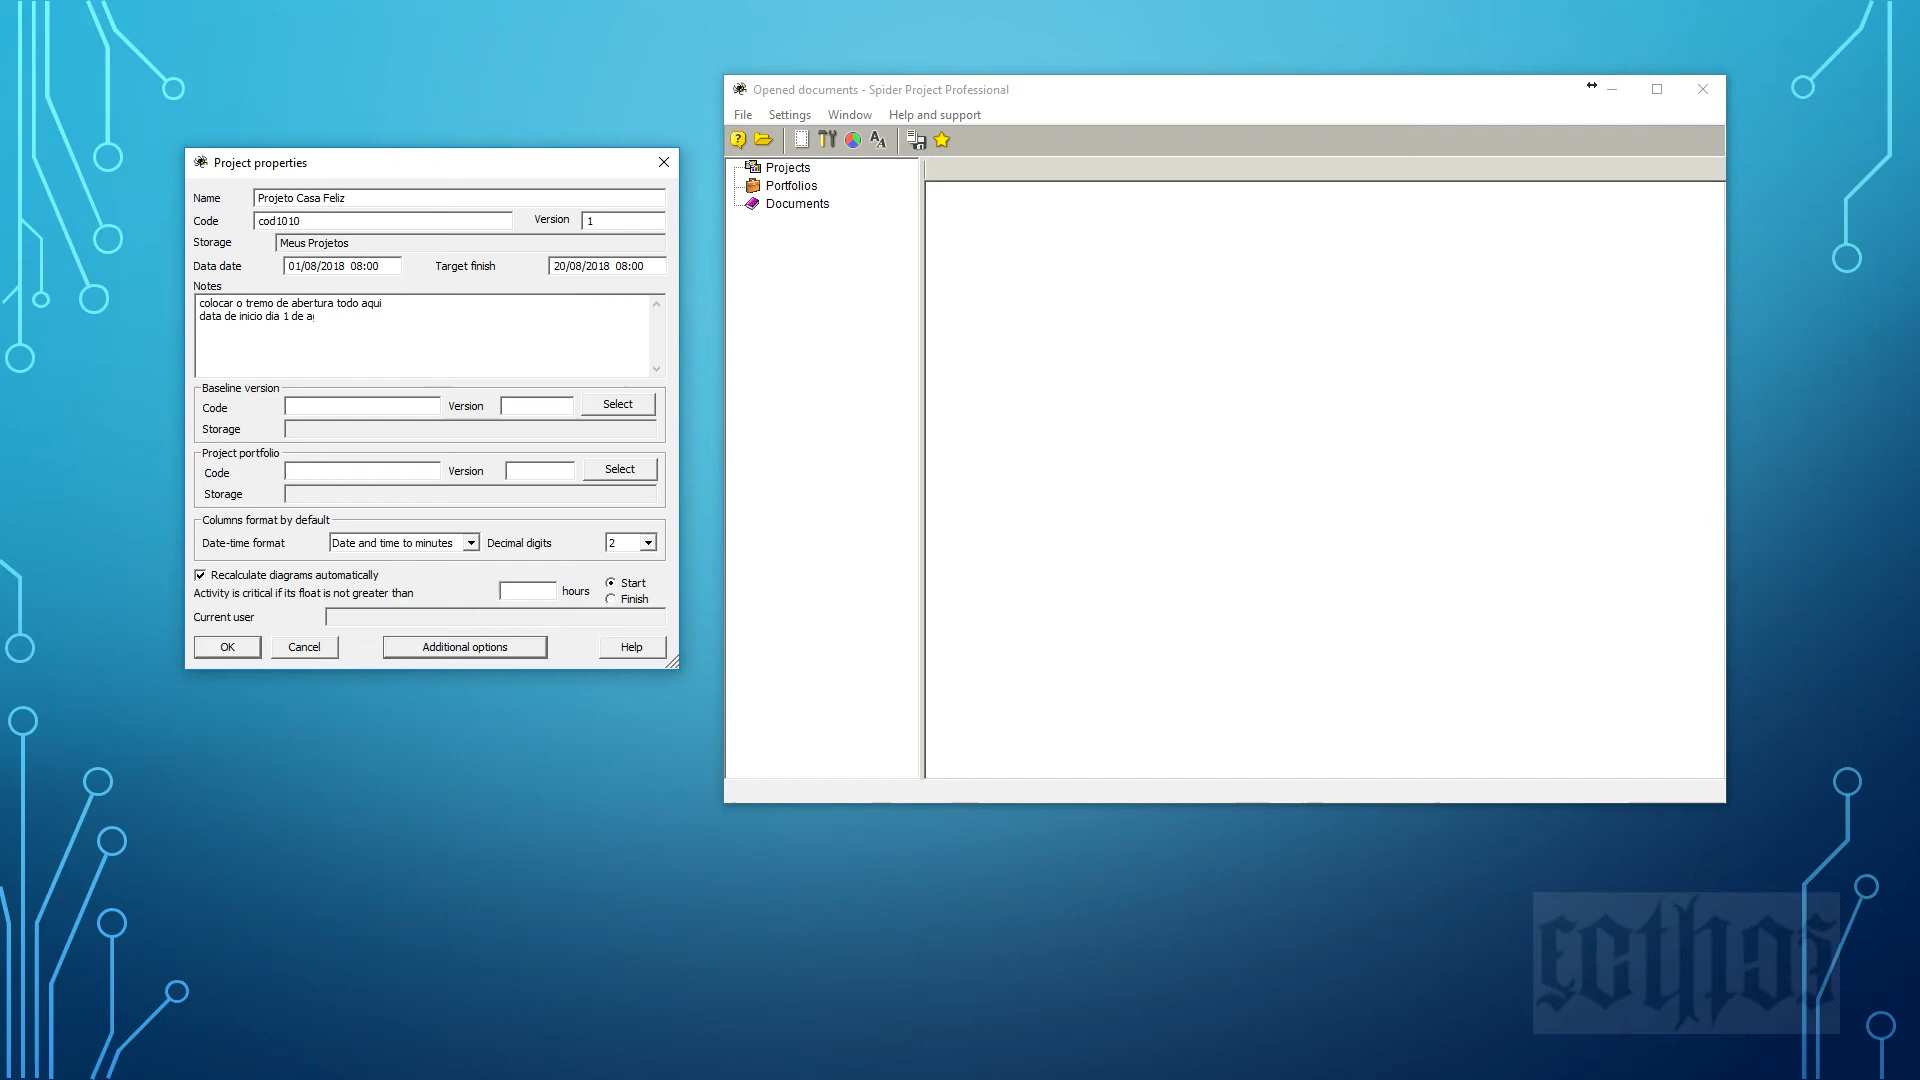 Opened documents - Spider Project Professional
File Settings Window Help and support
Projects
Portfolios
Documents
Project properties
Name Projeto Casa Feliz
Code cod1010 Version 1
Storage Meus Projetos
Data date 01/08/2018 08:00 Target finish 20/08/2018 08:00
Notes
colocar o tremo de abertura todo aqui
data de inicio dia 1 de ag
Baseline version
Code Version Select
Storage
Project portfolio
Code Version Select
Storage
Columns format by default
Date-time format Date and time to minutes Decimal digits 2
Recalculate diagrams automatically
Start
Activity is critical if its float is not greater than hours
Finish
Current user
OK Cancel Additional options Help